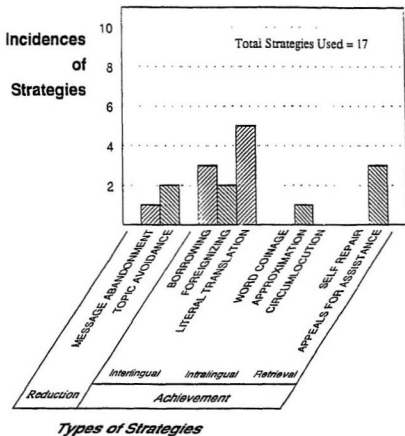 Incidences
of
Strategies
10
8
6
4
2
Total Strategies Used = 17
MESSAGE ABANDONMENT
TOPIC AVOIDANCE
BORROWING
FOREIGNIZING
LITERAL TRANSLATION
WORD COINAGE
APPROXIMATION
CIRCUMLOCUTION
SELF REPAIR
APPEALS FOR ASSISTANCE
Interlingual Intralingual Retrieval
Reduction Achievement
Types of Strategies